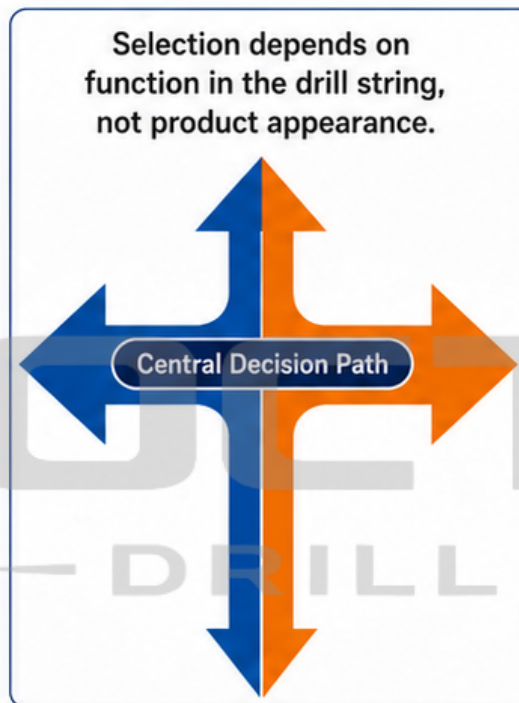 Selection depends on
function in the drill string,
not product appearance.
Central Decision Path
DRILL